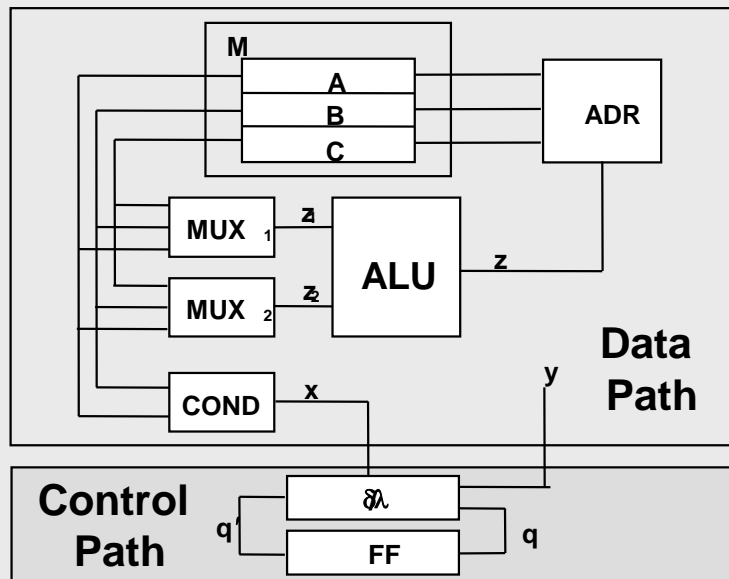 M
A
B
C
ADR
MUX 1
z1
ALU
z
MUX 2
z2
Data
Path
COND
x
y
Control
Path
δλ
q'
q
FF